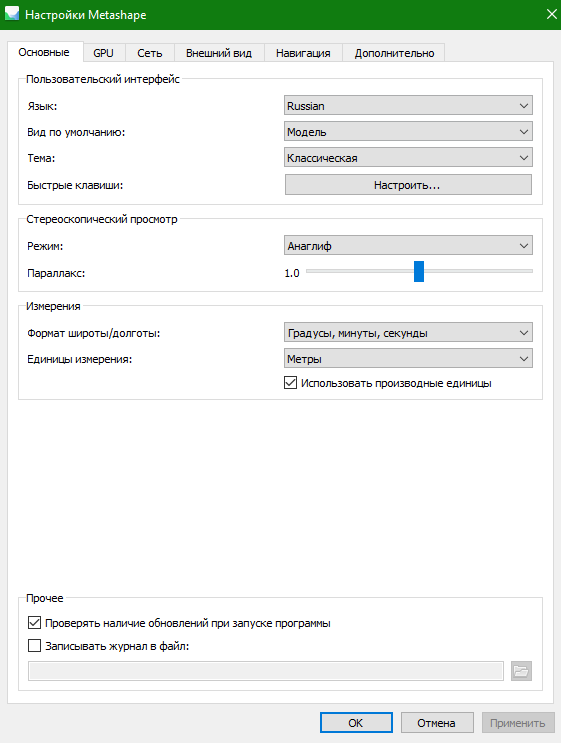 Настройки Metashape
Основные GPU Сеть Внешний вид Навигация Дополнительно
Пользовательский интерфейс
Язык: Russian
Вид по умолчанию: Модель
Тема: Классическая
Быстрые клавиши: Настроить...
Стереоскопический просмотр
Режим: Анаглиф
Параллакс: 1.0
Измерения
Формат широты/долготы: Градусы, минуты, секунды
Единицы измерения: Метры
Использовать производные единицы
Прочее
Проверять наличие обновлений при запуске программы
Записывать журнал в файл:
OK Отмена Применить